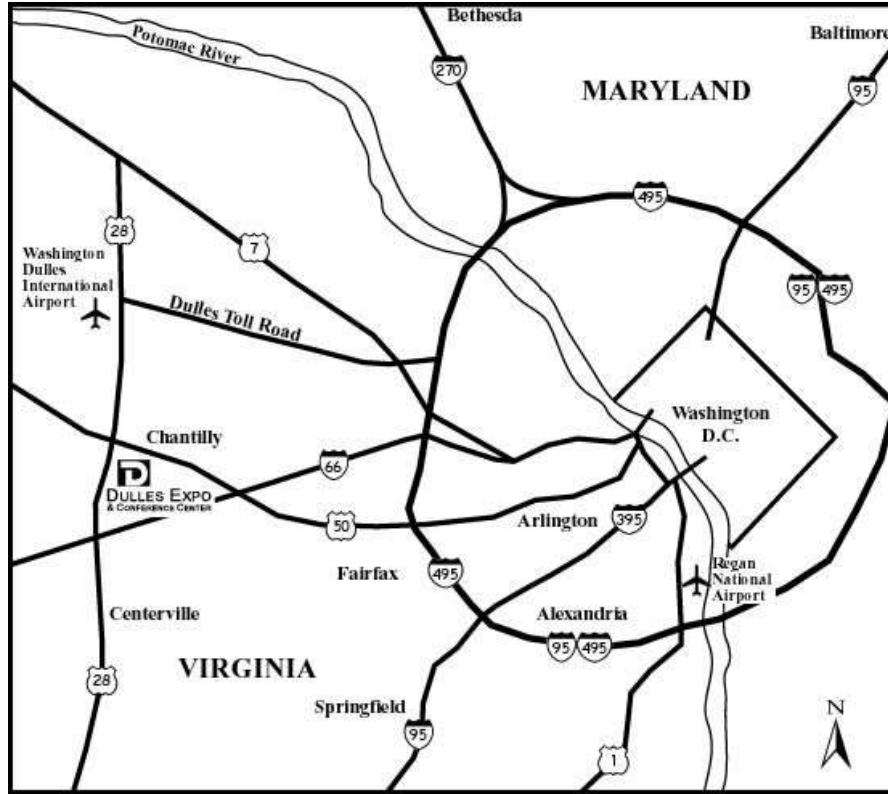 Bethesda
Potomac River
Baltimore
270
MARYLAND
95
495
28
7
Washington
Dulles
International
Airport
95 495
Dulles Toll Road
Washington
D.C.
Chantilly
66
DULLES EXPO
& CONFERENCE CENTER
50
Arlington
395
Fairfax
495
Regan
National
Airport
Centerville
Alexandria
95 495
VIRGINIA
28
Springfield
95
N
1